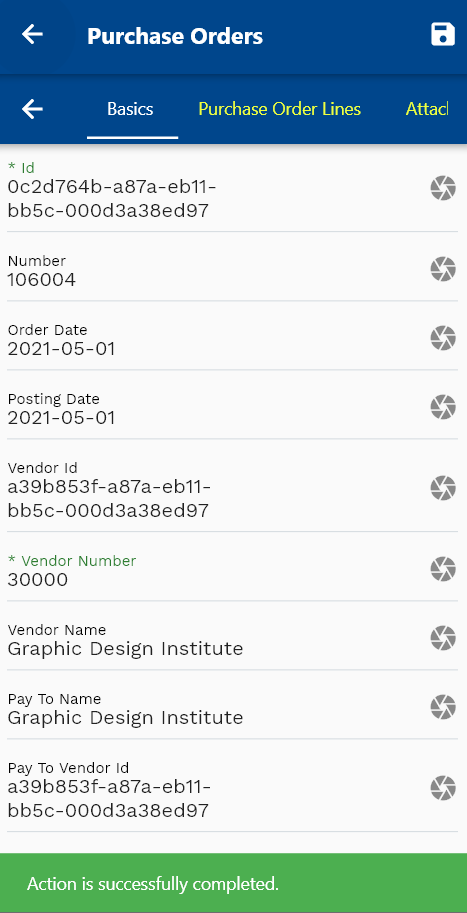 Purchase Orders
Basics
Purchase Order Lines
Attacl
* Id
0c2d764b-a87a-eb11-
bb5c-000d3a38ed97
Number
106004
Order Date
2021-05-01
Posting Date
2021-05-01
Vendor Id
a39b853f-a87a-eb11-
bb5c-000d3a38ed97
* Vendor Number
30000
Vendor Name
Graphic Design Institute
Pay To Name
Graphic Design Institute
Pay To Vendor Id
a39b853f-a87a-eb11-
bb5c-000d3a38ed97
Action is successfully completed.